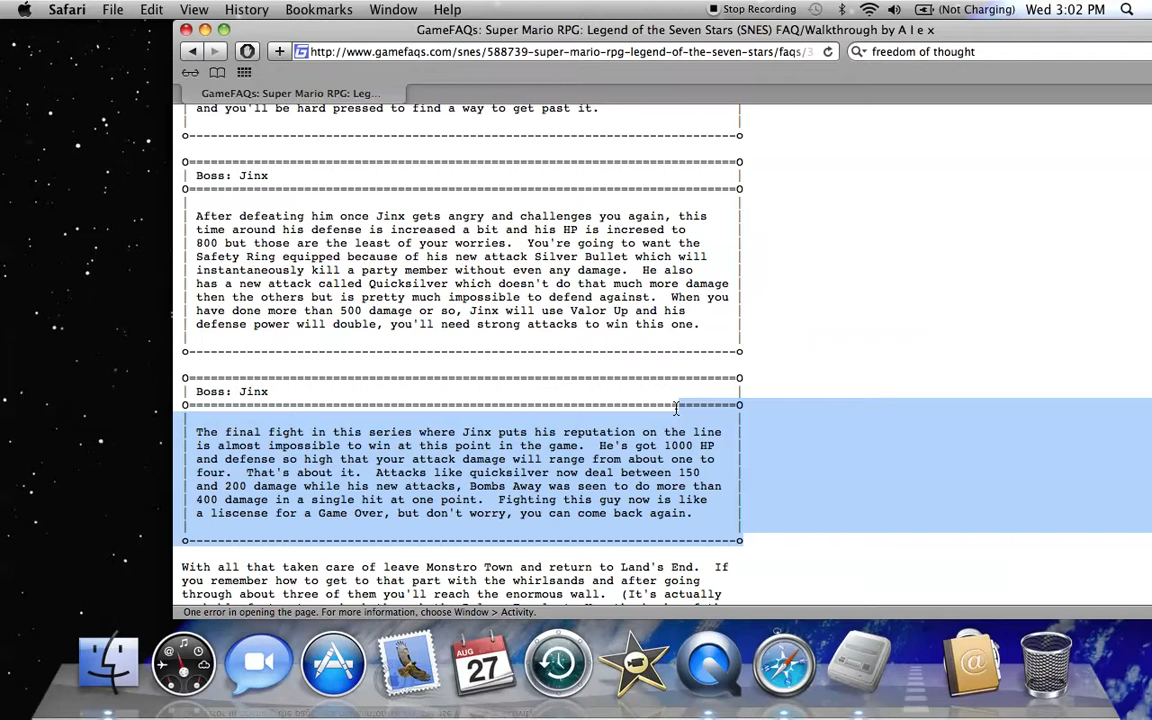 Safari File Edit View History Bookmarks Window Help Stop Recording (Not Charging) Wed 3:02 PM
GameFAQs: Super Mario RPG: Legend of the Seven Stars (SNES) FAQ/Walkthrough by A l e x
http://www.gamefaqs.com/snes/588739-super-mario-rpg-legend-of-the-seven-stars/faqs/3 freedom of thought
GameFAQs: Super Mario RPG: Leg...
and you'll be hard pressed to find a way to get past it.
Boss: Jinx
After defeating him once Jinx gets angry and challenges you again, this
time around his defense is increased a bit and his HP is incresed to
800 but those are the least of your worries. You're going to want the
Safety Ring equipped because of his new attack Silver Bullet which will
instantaneously kill a party member without even any damage. He also
has a new attack called Quicksilver which doesn't do that much more damage
then the others but is pretty much impossible to defend against. When you
have done more than 500 damage or so, Jinx will use Valor Up and his
defense power will double, you'll need strong attacks to win this one.
Boss: Jinx
The final fight in this series where Jinx puts his reputation on the line
is almost impossible to win at this point in the game. He's got 1000 HP
and defense so high that your attack damage will range from about one to
four. That's about it. Attacks like quicksilver now deal between 150
and 200 damage while his new attacks, Bombs Away was seen to do more than
400 damage in a single hit at one point. Fighting this guy now is like
a liscense for a Game Over, but don't worry, you can come back again.
With all that taken care of leave Monstro Town and return to Land's End. If
you remember how to get to that part with the whirlsands and after going
through about three of them you'll reach the enormous wall. (It's actually
One error in opening the page. For more information, choose Window > Activity.
AUG
27